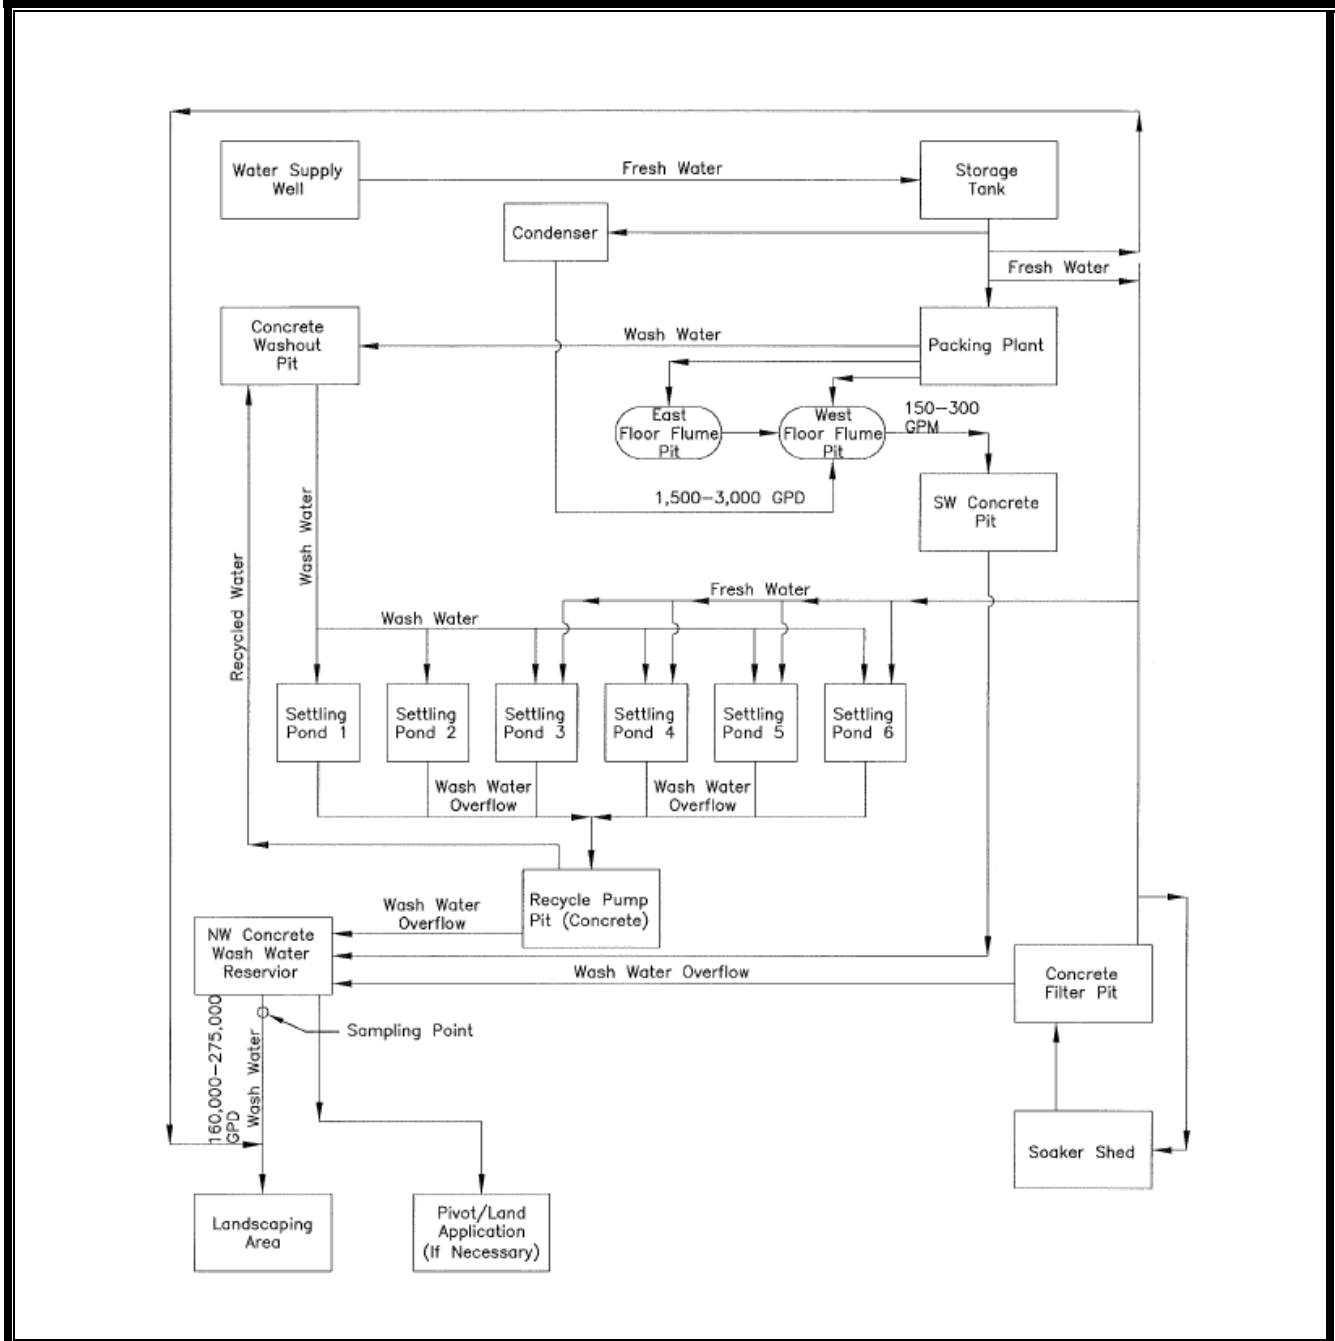 Water Supply
Well
Fresh Water
Storage
Tank
Condenser
Fresh Water
Concrete
Washout
Pit
Wash Water
Packing Plant
East
Floor Flume
Pit
West
Floor Flume
Pit
150-300
GPM
1,500-3,000 GPD
SW Concrete
Pit
Wash Water
Recycled Water
Fresh Water
Wash Water
Settling
Pond 1
Settling
Pond 2
Settling
Pond 3
Settling
Pond 4
Settling
Pond 5
Settling
Pond 6
Wash Water
Overflow
Wash Water
Overflow
Recycle Pump
Pit (Concrete)
Wash Water
Overflow
NW Concrete
Wash Water
Reservior
Wash Water Overflow
Concrete
Filter Pit
Sampling Point
160,000-275,000
GPD
Wash Water
Soaker Shed
Landscaping
Area
Pivot/Land
Application
(If Necessary)